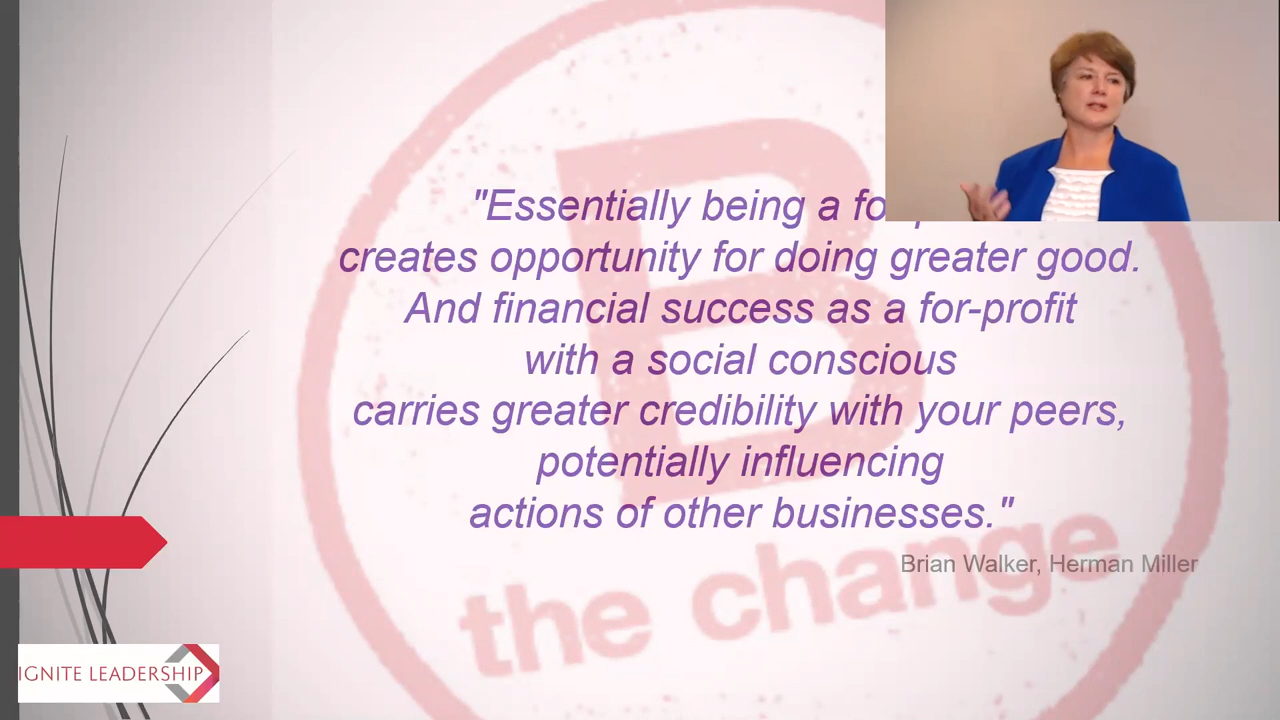 "Essentially being a
creates opportunity for doing greater good.
And financial success as a for-profit
with a social conscious
carries greater credibility with your peers,
potentially influencing
actions of other businesses."
Brian Walker, Herman Miller
B
the change
IGNITE LEADERSHIP